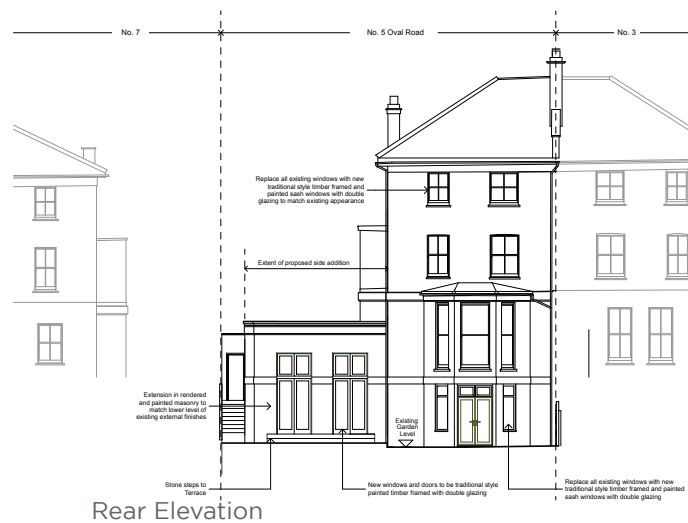 No. 7
No. 5 Oval Road
No. 3
Replace all existing windows with new
traditional style timber framed and
painted sash windows with double
glazing to match existing appearance
Extent of proposed side addition
Extension in rendered
and painted masonry to
match lower level of
existing external finishes
Existing
Garden
Level
Stone steps to
Terrace
New windows and doors to be traditional style
painted timber framed with double glazing
Replace all existing windows with new
traditional style timber framed and painted
sash windows with double glazing
Rear Elevation